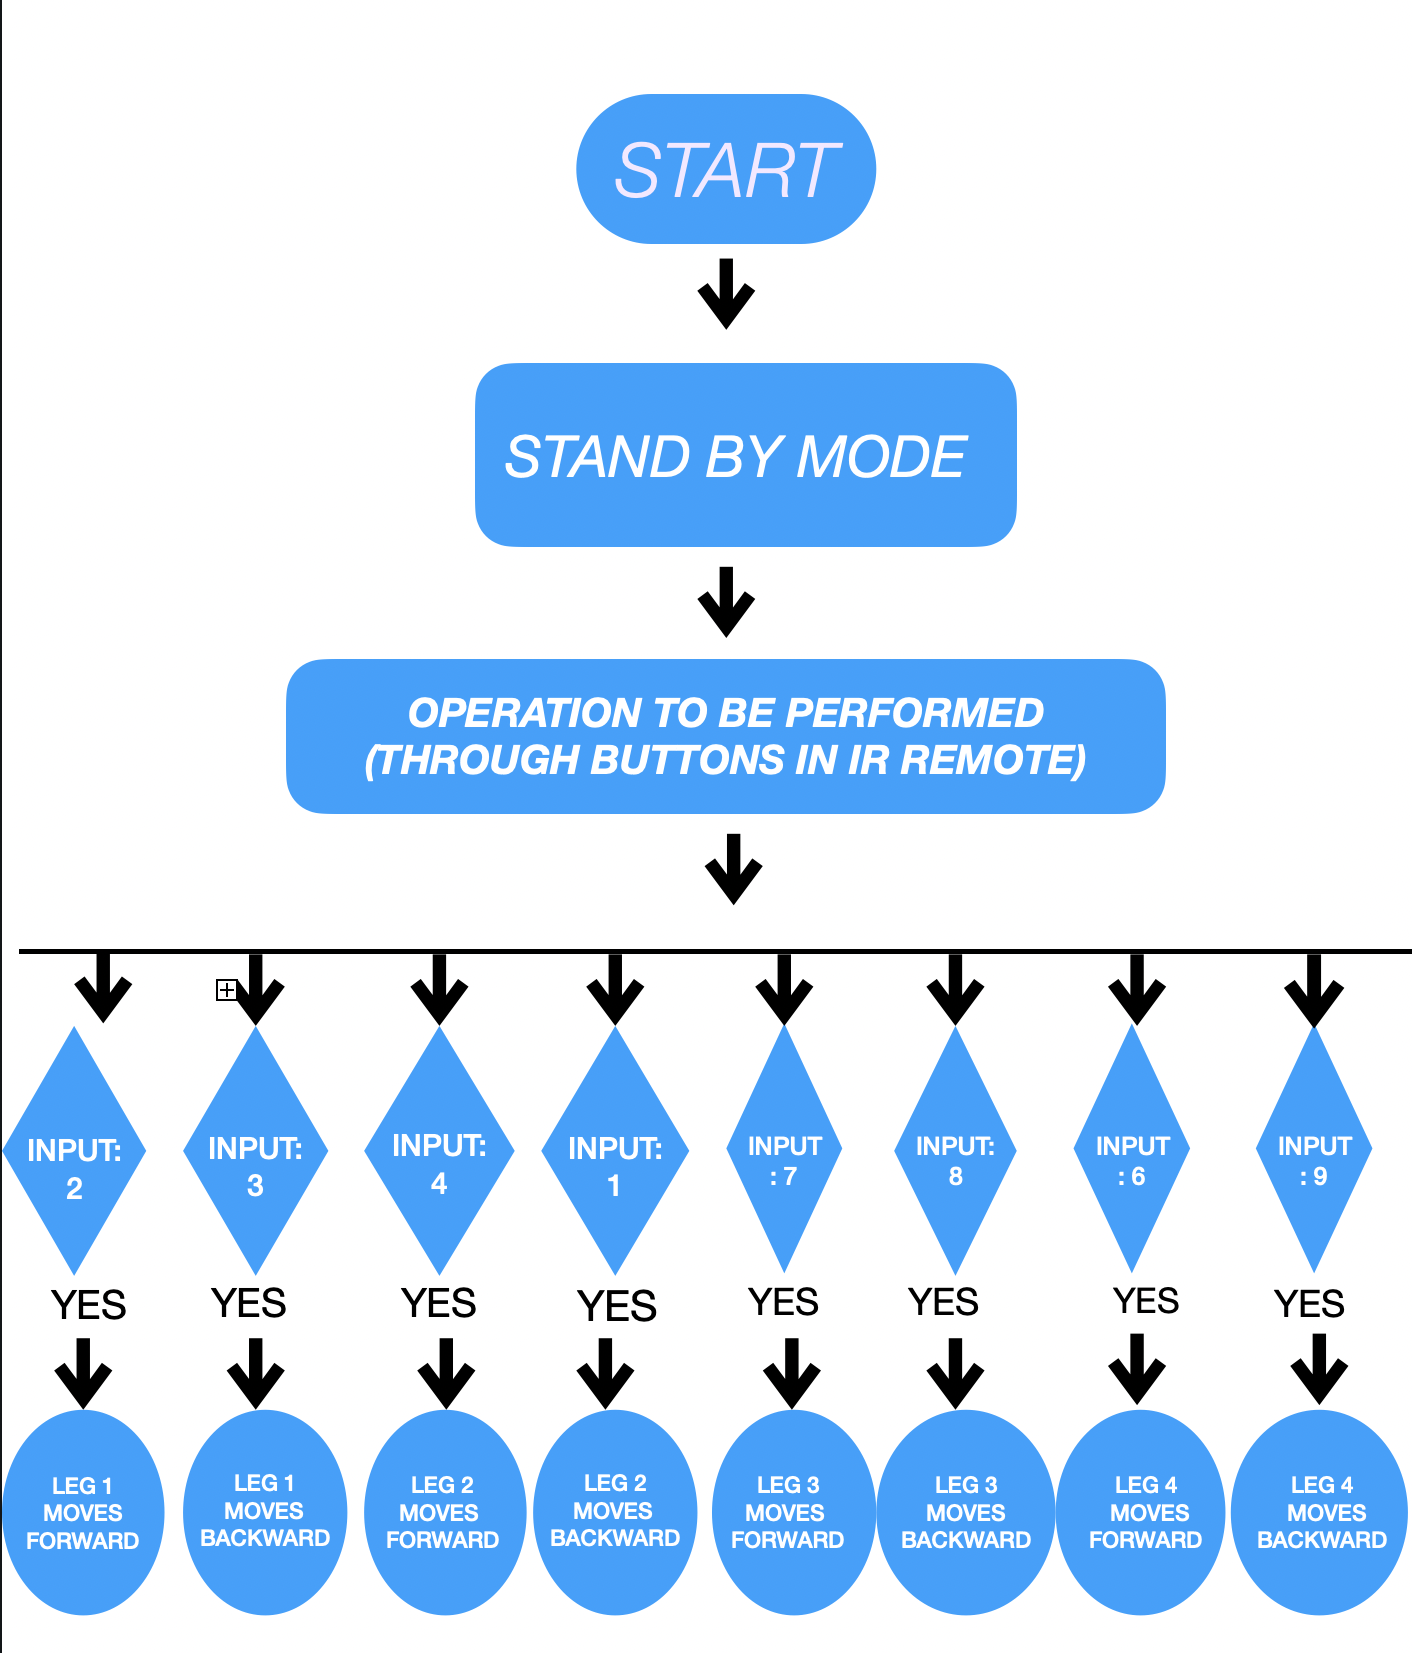 START
STAND BY MODE
OPERATION TO BE PERFORMED
(THROUGH BUTTONS IN IR REMOTE)
INPUT:
2
INPUT:
3
INPUT:
4
INPUT:
1
INPUT
: 7
INPUT:
8
INPUT
: 6
INPUT
: 9
YES
YES
YES
YES
YES
YES
YES
YES
LEG 1
MOVES
FORWARD
LEG 1
MOVES
BACKWARD
LEG 2
MOVES
FORWARD
LEG 2
MOVES
BACKWARD
LEG 3
MOVES
FORWARD
LEG 3
MOVES
BACKWARD
LEG 4
MOVES
FORWARD
LEG 4
MOVES
BACKWARD